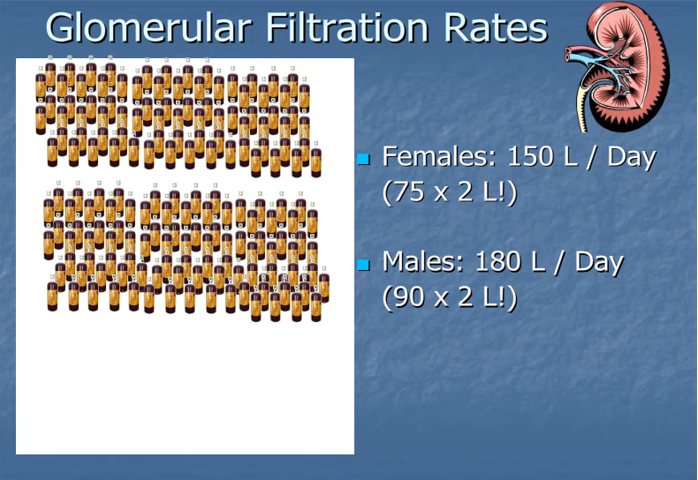 Glomerular Filtration Rates
Females: 150 L / Day
(75 x 2 L!)
Males: 180 L / Day
(90 x 2 L!)